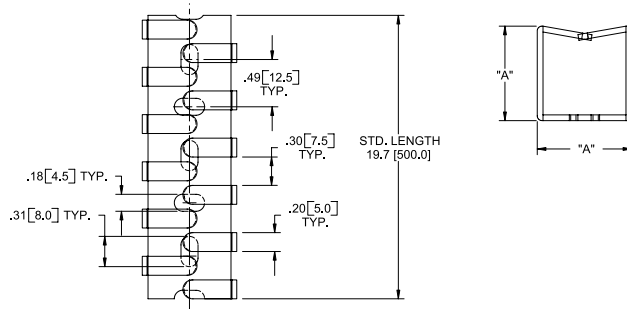 .49[12.5]
TYP.
.30[7.5]
TYP.
STD. LENGTH
19.7 [500.0]
.18[4.5] TYP.
.31[8.0] TYP.
.20[5.0]
TYP.
"A"
"A"